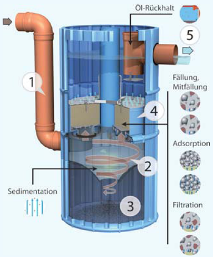 Öl-Rückhalt
5
1
Fällung,
Mitfällung
4
Adsorption
2
Sedimentation
3
Filtration